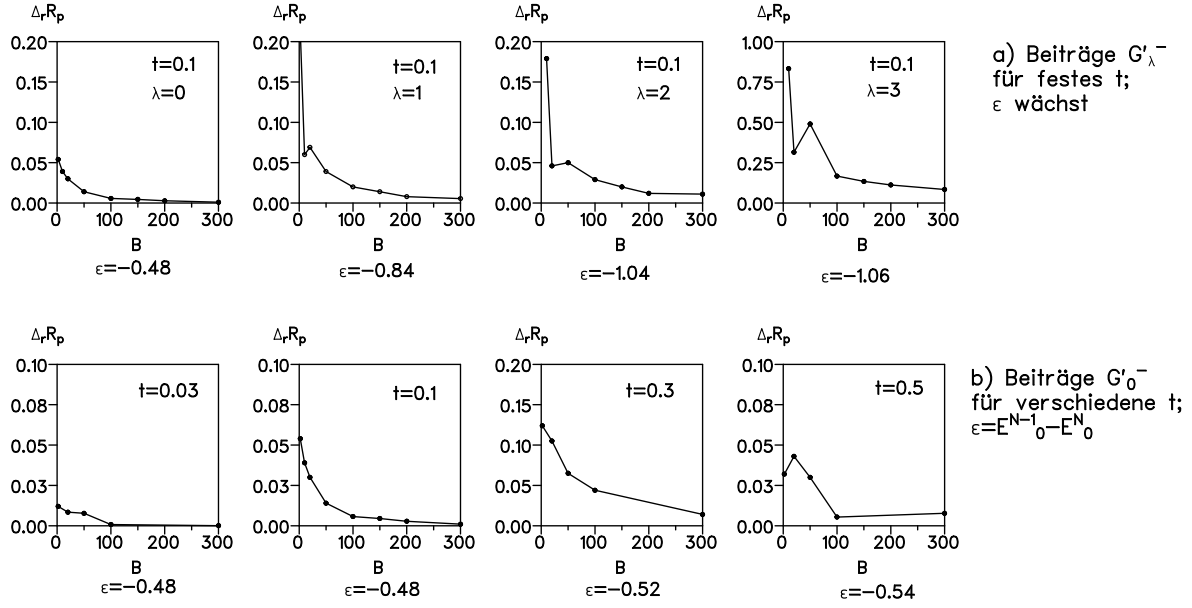 ΔrRp ΔrRp ΔrRp ΔrRp
0.20 0.20 0.20 1.00
t=0.1 t=0.1 t=0.1 t=0.1
λ=0 λ=1 λ=2 λ=3
0.15 0.15 0.15 0.75
0.10 0.10 0.10 0.50
0.05 0.05 0.05 0.25
0.00 0.00 0.00 0.00
0 100 200 300 0 100 200 300 0 100 200 300 0 100 200 300
B B B B
ε=−0.48 ε=−0.84 ε=−1.04 ε=−1.06
a) Beiträge G'λ−
für festes t;
ε wächst
ΔrRp ΔrRp ΔrRp ΔrRp
0.10 0.10 0.20 0.10
t=0.03 t=0.1 t=0.3 t=0.5
0.08 0.08 0.15 0.08
0.05 0.05 0.10 0.05
0.03 0.03 0.05 0.03
0.00 0.00 0.00 0.00
0 100 200 300 0 100 200 300 0 100 200 300 0 100 200 300
B B B B
ε=−0.48 ε=−0.48 ε=−0.52 ε=−0.54
b) Beiträge G'0−
für verschiedene t;
ε=EN−10−EN0